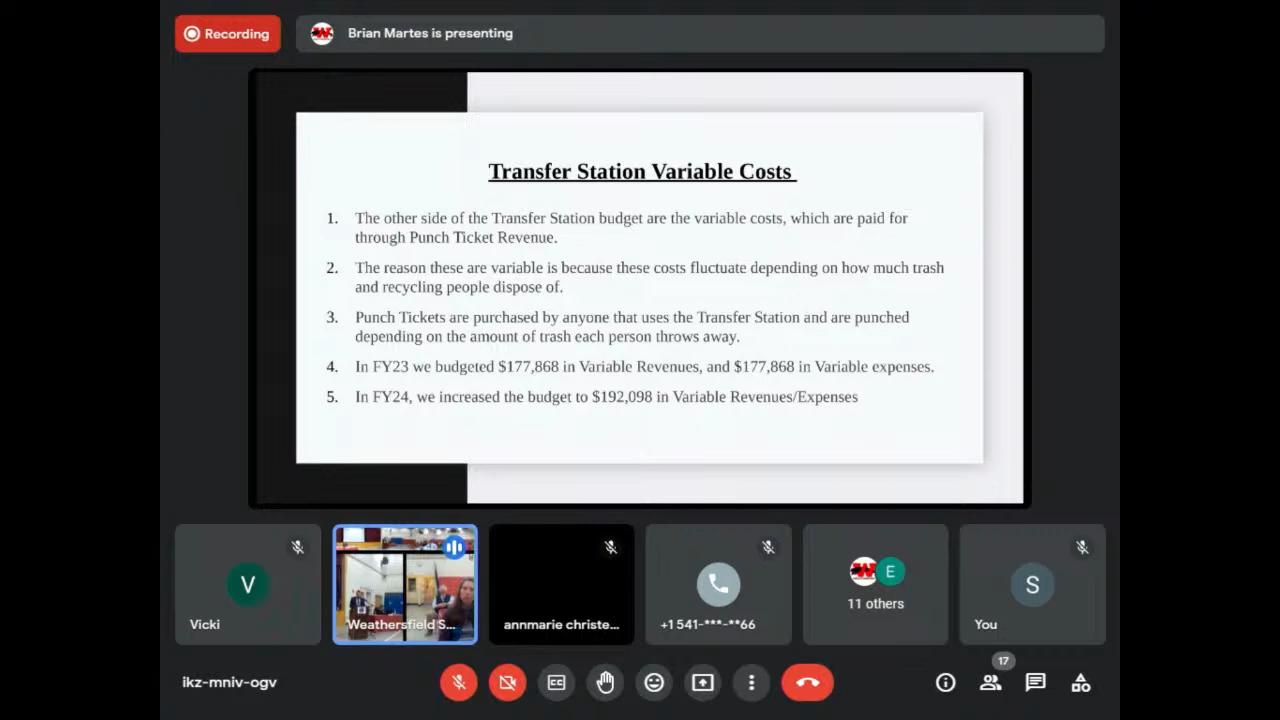 Recording
Brian Martes is presenting
Transfer Station Variable Costs
1. The other side of the Transfer Station budget are the variable costs, which are paid for
through Punch Ticket Revenue.
2. The reason these are variable is because these costs fluctuate depending on how much trash
and recycling people dispose of.
3. Punch Tickets are purchased by anyone that uses the Transfer Station and are punched
depending on the amount of trash each person throws away.
4. In FY23 we budgeted $177,868 in Variable Revenues, and $177,868 in Variable expenses.
5. In FY24, we increased the budget to $192,098 in Variable Revenues/Expenses
V
Vicki
Weathersfield S...
annmarie christe...
+1 541-***-**66
E
11 others
S
You
ikz-mniv-ogv
CC
17